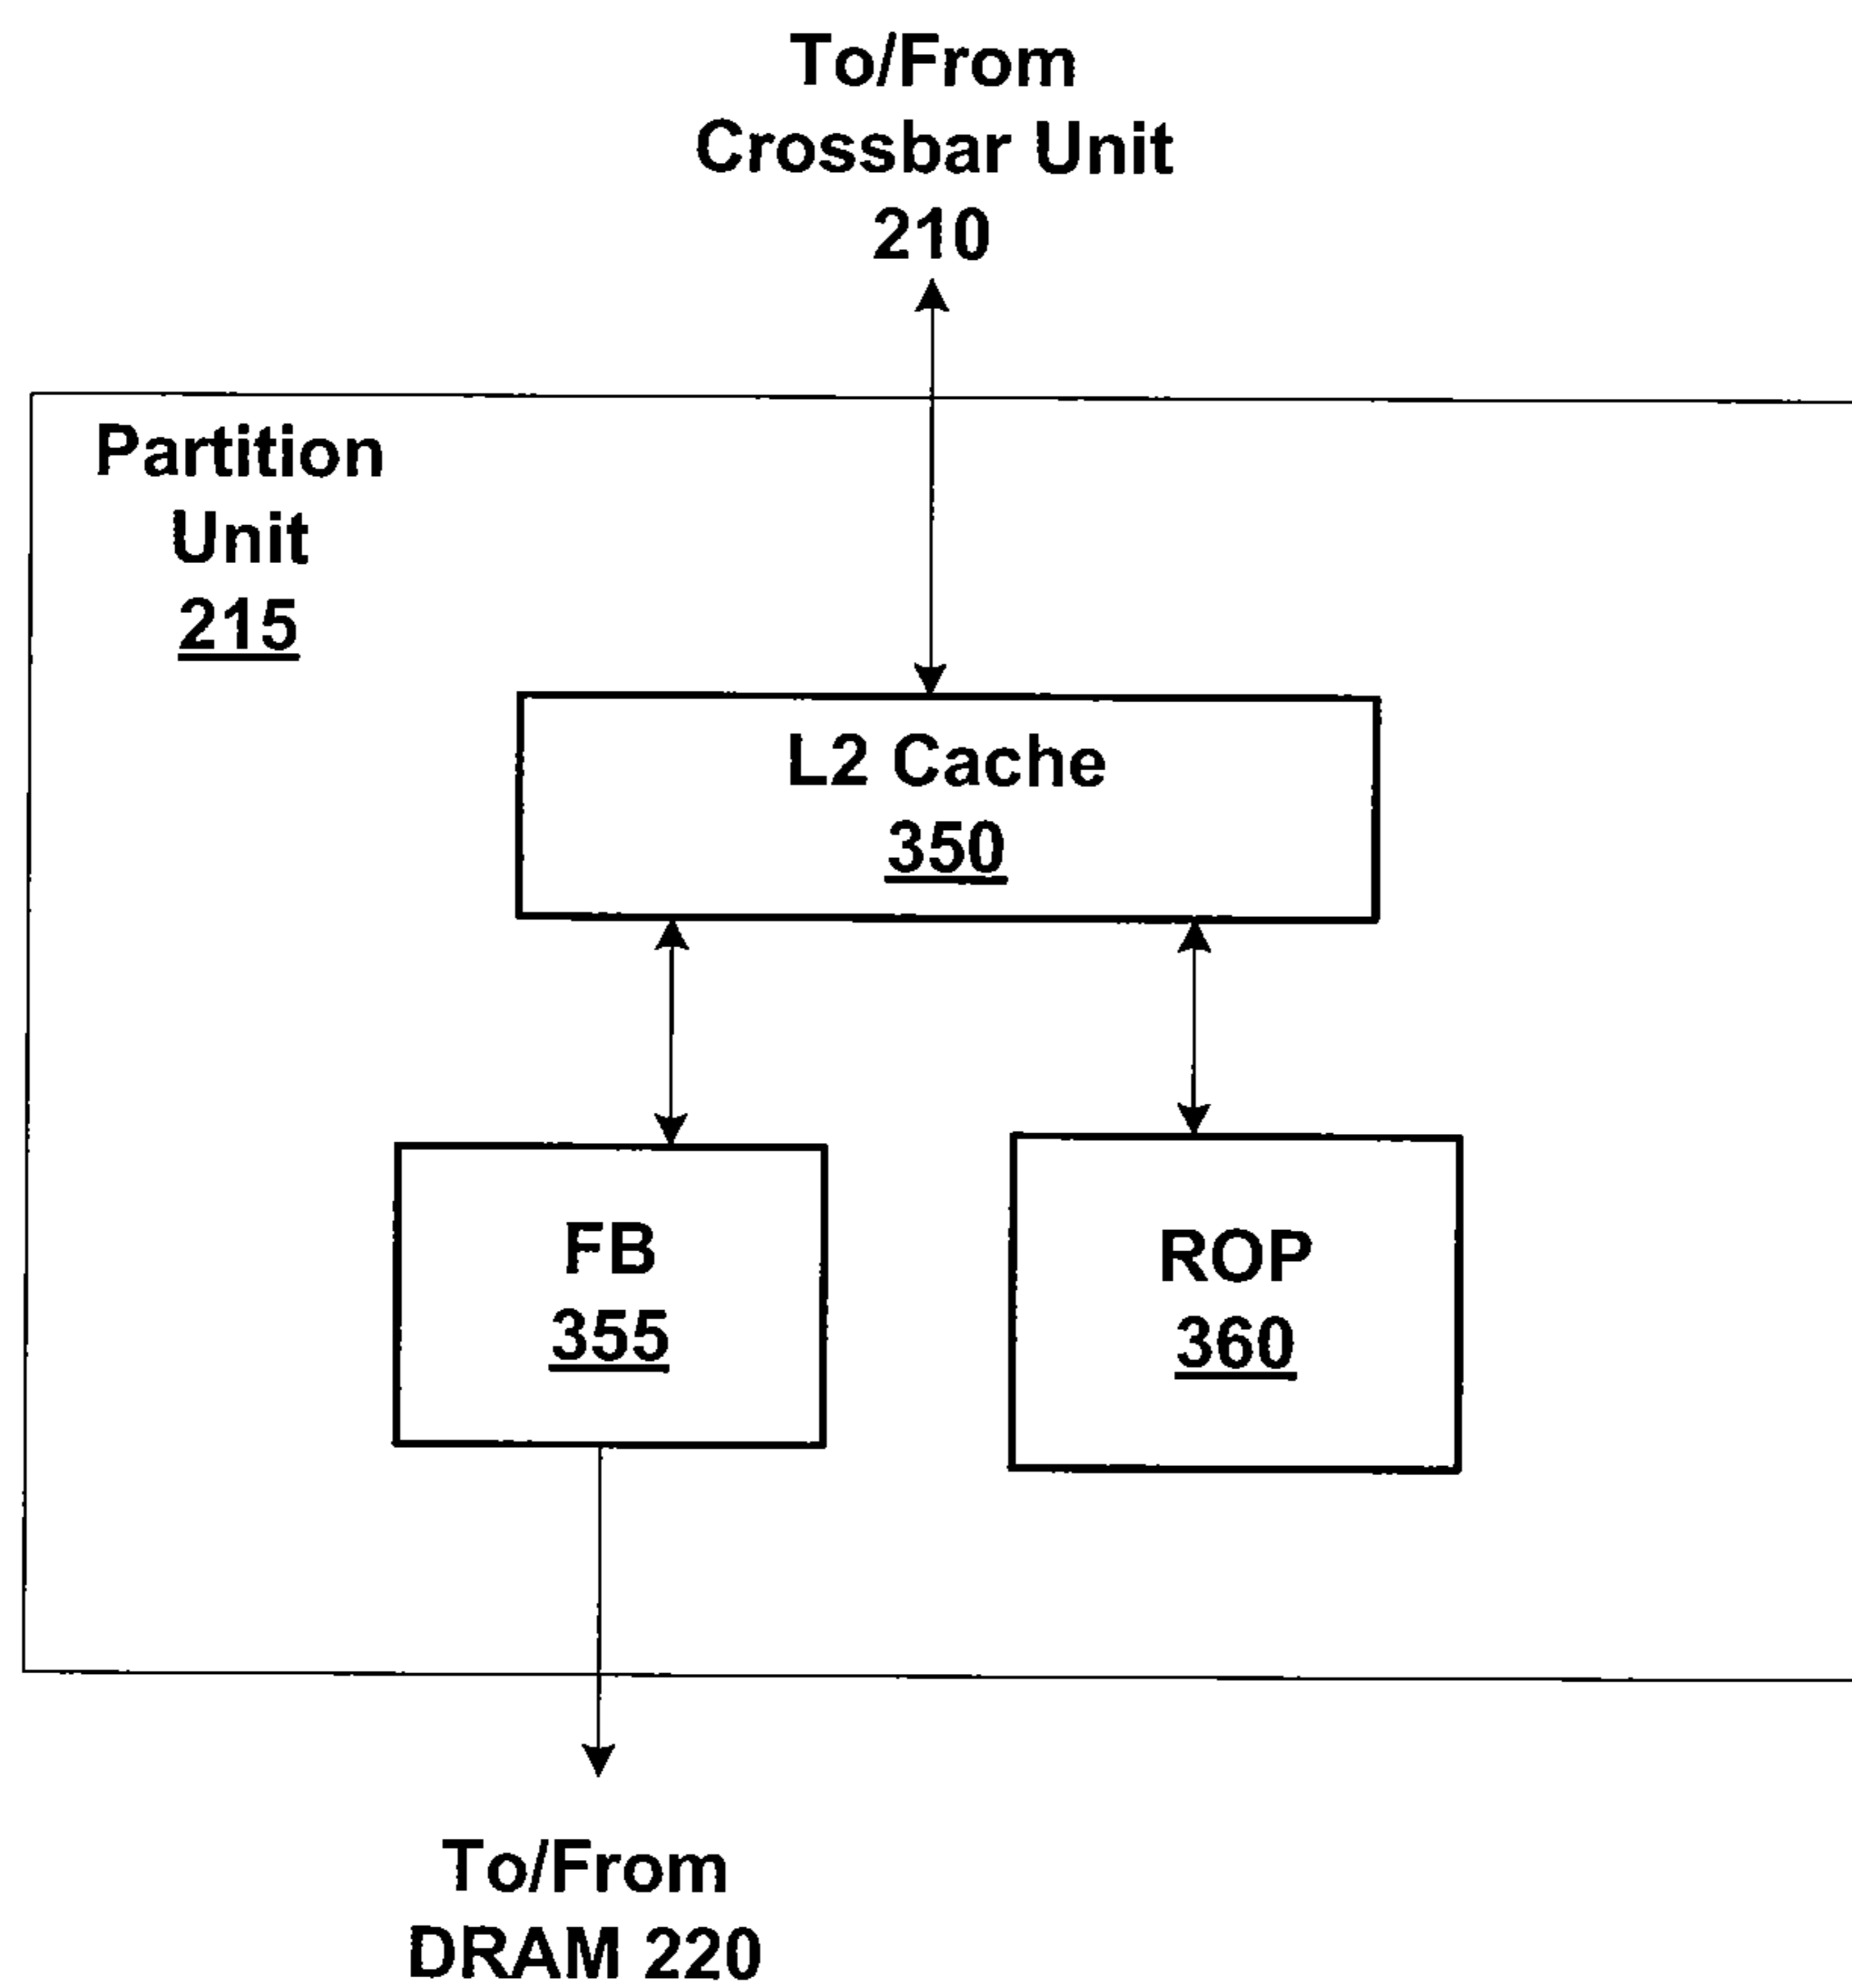 To/From
Crossbar Unit
210
Partition
Unit
215
L2 Cache
350
FB
355
ROP
360
To/From
DRAM 220